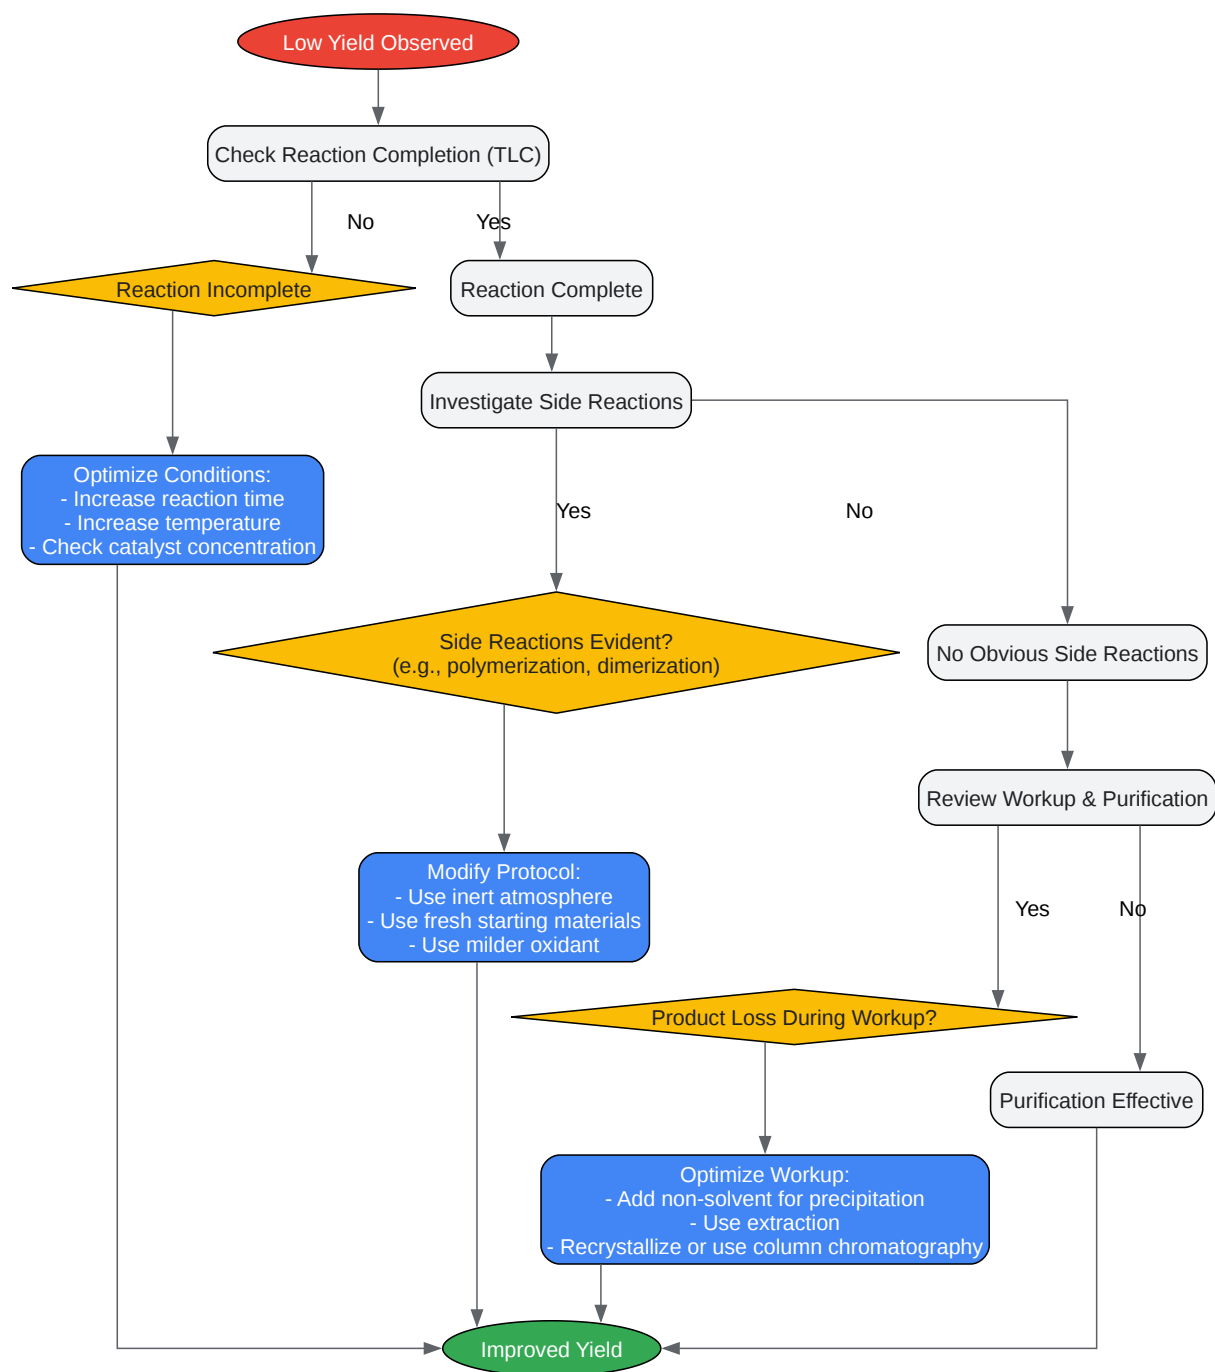 Low Yield Observed
Check Reaction Completion (TLC)
No
Yes
Reaction Incomplete
Reaction Complete
Investigate Side Reactions
Optimize Conditions:
- Increase reaction time
- Increase temperature
- Check catalyst concentration
Yes
No
Side Reactions Evident?
(e.g., polymerization, dimerization)
No Obvious Side Reactions
Review Workup & Purification
Modify Protocol:
- Use inert atmosphere
- Use fresh starting materials
- Use milder oxidant
Yes
No
Product Loss During Workup?
Purification Effective
Optimize Workup:
- Add non-solvent for precipitation
- Use extraction
- Recrystallize or use column chromatography
Improved Yield